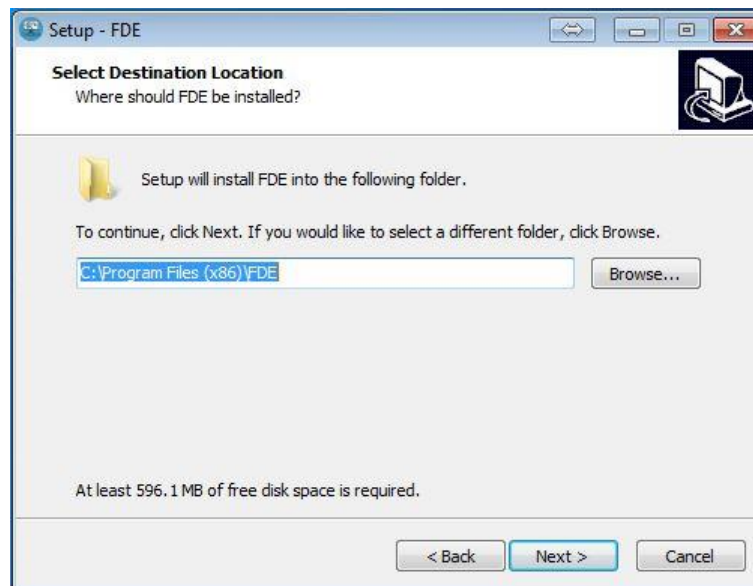 Setup - FDE
Select Destination Location
Where should FDE be installed?
Setup will install FDE into the following folder.
To continue, click Next. If you would like to select a different folder, click Browse.
C:\Program Files (x86)\FDE
Browse...
At least 596.1 MB of free disk space is required.
< Back
Next >
Cancel